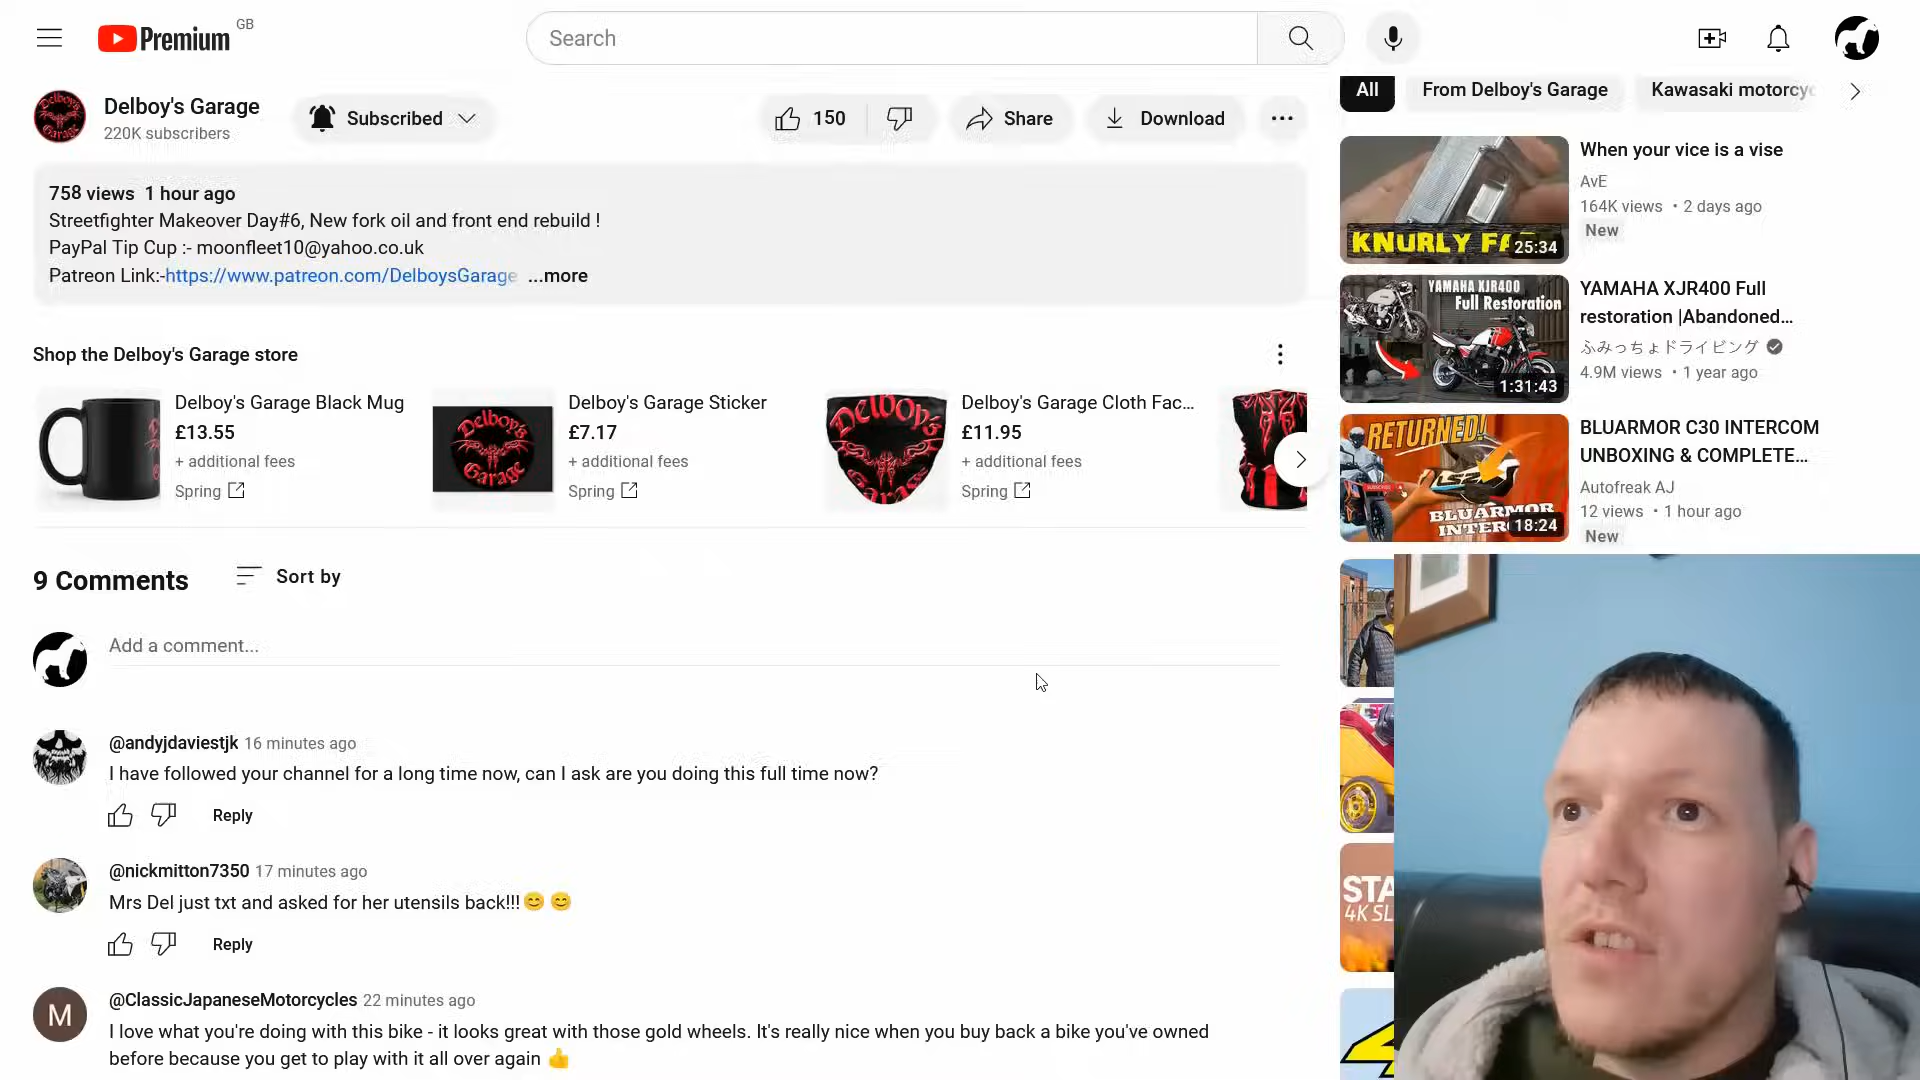 Premium
GB
Search
Delboy's Garage
220K subscribers
Subscribed
150
Share
Download
All
From Delboy's Garage
Kawasaki motorcyc
758 views 1 hour ago
Streetfighter Makeover Day#6, New fork oil and front end rebuild !
PayPal Tip Cup :- moonfleet10@yahoo.co.uk
Patreon Link:-https://www.patreon.com/DelboysGarage ...more
Shop the Delboy's Garage store
Delboy's Garage Black Mug
£13.55
+ additional fees
Spring
Delboy's Garage
Delboy's Garage Sticker
£7.17
+ additional fees
Spring
Delboy's
Delboy's Garage Cloth Fac...
£11.95
+ additional fees
Spring
9 Comments
Sort by
Add a comment...
@andyjdaviestjk 16 minutes ago
I have followed your channel for a long time now, can I ask are you doing this full time now?
Reply
@nickmitton7350 17 minutes ago
Mrs Del just txt and asked for her utensils back!!!😊 😊
Reply
M
@ClassicJapaneseMotorcycles 22 minutes ago
I love what you're doing with this bike - it looks great with those gold wheels. It's really nice when you buy back a bike you've owned
before because you get to play with it all over again 👍
KNURLY
25:34
When your vice is a vise
AvE
164K views • 2 days ago
New
YAMAHA XJR400
Full Restoration
1:31:43
YAMAHA XJR400 Full
restoration |Abandoned...
ふみっちょドライビング
4.9M views • 1 year ago
RETURNED!
BLUARMOR
INTER
18:24
BLUARMOR C30 INTERCOM
UNBOXING & COMPLETE...
Autofreak AJ
12 views • 1 hour ago
New
STA
4K SL